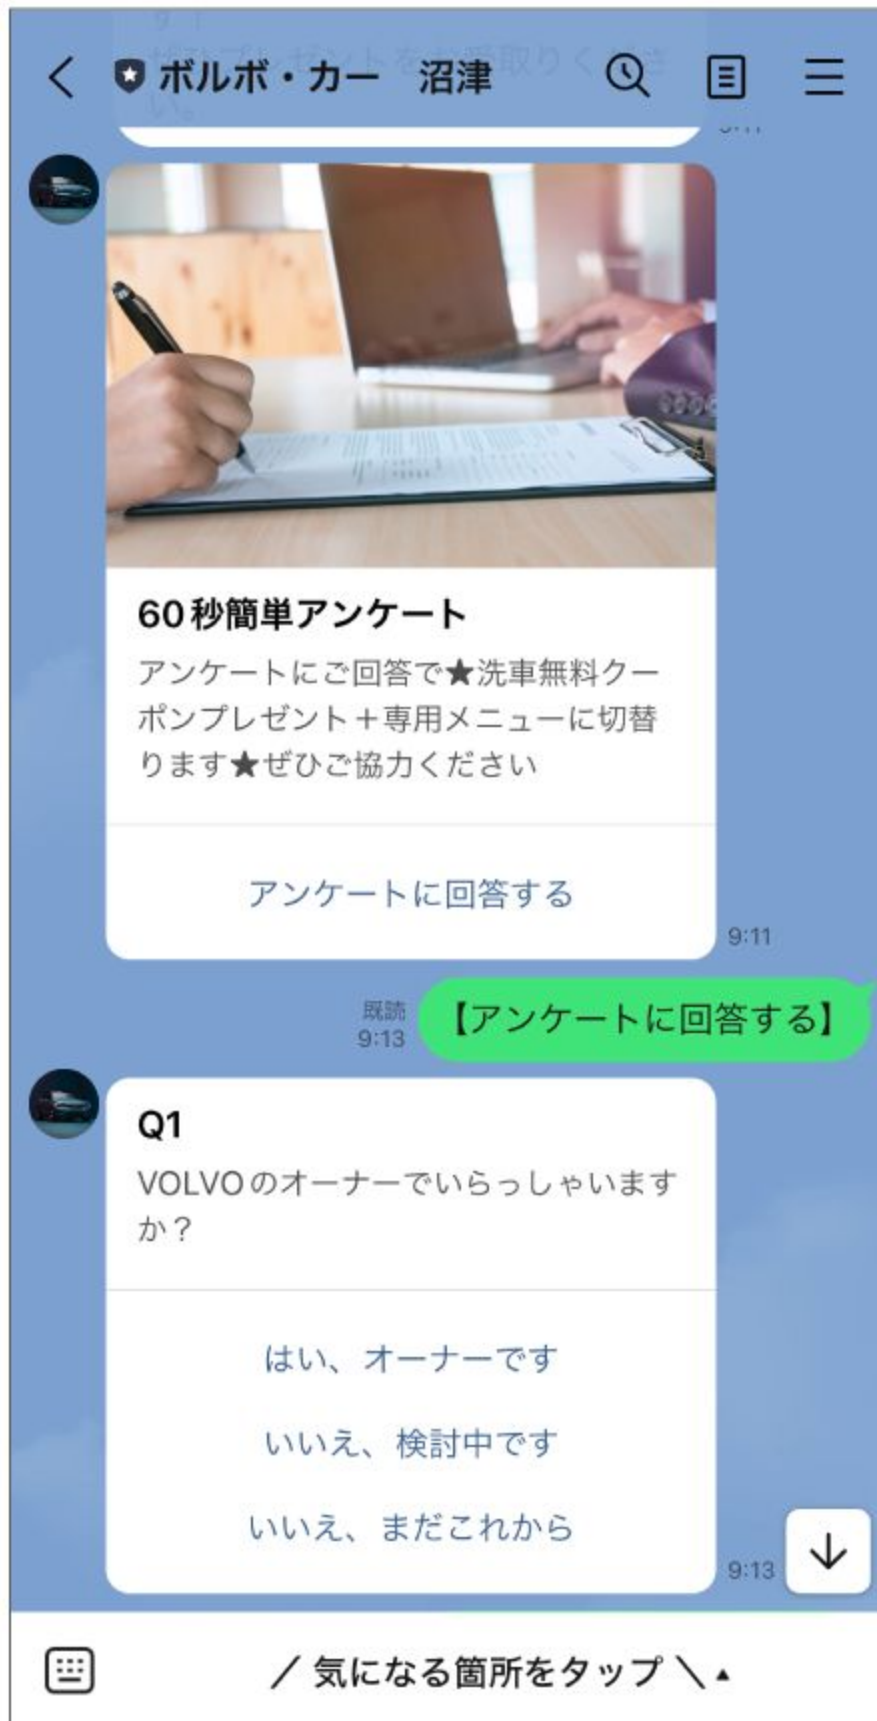 ボルボ・カー 沼津
60秒簡単アンケート
アンケートにご回答で★洗車無料クー
ポンプレゼント＋専用メニューに切替
ります★ぜひご協力ください
アンケートに回答する
9:11
既読
9:13
【アンケートに回答する】
Q1
VOLVOのオーナーでいらっしゃいます
か？
はい、オーナーです
いいえ、検討中です
いいえ、まだこれから
9:13
／ 気になる箇所をタップ ＼ ▲